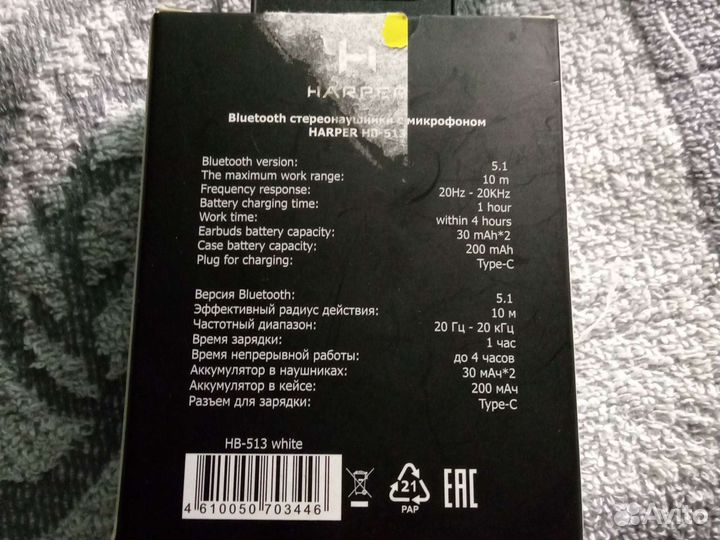 HARPER
Bluetooth стереонаушники с микрофоном
HARPER HB-513
Bluetooth version: 5.1
The maximum work range: 10 m
Frequency response: 20Hz - 20KHz
Battery charging time: 1 hour
Work time: within 4 hours
Earbuds battery capacity: 30 mAh*2
Case battery capacity: 200 mAh
Plug for charging: Type-C
Версия Bluetooth: 5.1
Эффективный радиус действия: 10 м
Частотный диапазон: 20 Гц - 20 кГц
Время зарядки: 1 час
Время непрерывной работы: до 4 часов
Аккумулятор в наушниках: 30 мАч*2
Аккумулятор в кейсе: 200 мАч
Разъем для зарядки: Type-C
HB-513 white
4 610050 703446
21
PAP
EAC
Avito